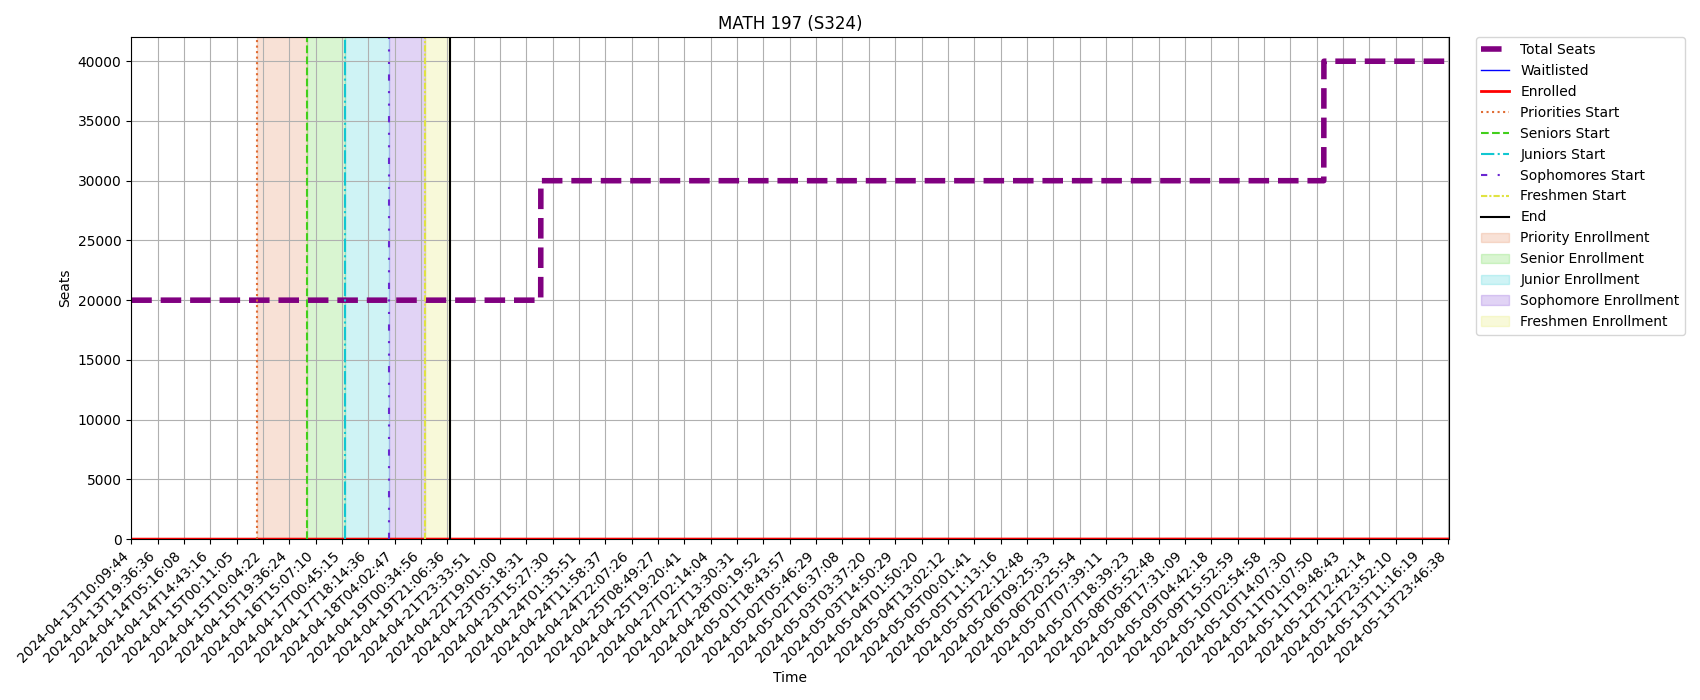 MATH 197 (S324)
Seats
40000
35000
30000
25000
20000
15000
10000
5000
0
2024-04-13T10:09:44
2024-04-13T19:36:36
2024-04-14T05:16:08
2024-04-14T14:43:16
2024-04-15T00:11:05
2024-04-15T10:04:22
2024-04-15T19:36:24
2024-04-16T15:07:10
2024-04-17T00:45:15
2024-04-17T18:14:36
2024-04-18T04:02:47
2024-04-19T00:34:56
2024-04-19T21:06:36
2024-04-21T23:33:51
2024-04-22T19:01:00
2024-04-23T05:18:31
2024-04-23T15:27:30
2024-04-24T01:35:51
2024-04-24T11:58:37
2024-04-24T22:07:26
2024-04-25T08:49:27
2024-04-25T19:20:41
2024-04-27T02:14:04
2024-04-27T13:30:31
2024-04-28T00:19:52
2024-05-01T18:43:57
2024-05-02T05:46:29
2024-05-02T16:37:08
2024-05-03T03:37:20
2024-05-03T14:50:29
2024-05-04T01:50:20
2024-05-04T13:02:12
2024-05-05T00:01:41
2024-05-05T11:13:16
2024-05-05T22:12:48
2024-05-06T09:25:33
2024-05-06T20:25:54
2024-05-07T07:39:11
2024-05-07T18:39:23
2024-05-08T05:52:48
2024-05-08T17:31:09
2024-05-09T04:42:18
2024-05-09T15:52:59
2024-05-10T02:54:58
2024-05-10T14:07:30
2024-05-11T01:07:50
2024-05-11T19:48:43
2024-05-12T12:42:14
2024-05-12T23:52:10
2024-05-13T11:16:19
2024-05-13T23:46:38
Time
Total Seats
Waitlisted
Enrolled
Priorities Start
Seniors Start
Juniors Start
Sophomores Start
Freshmen Start
End
Priority Enrollment
Senior Enrollment
Junior Enrollment
Sophomore Enrollment
Freshmen Enrollment